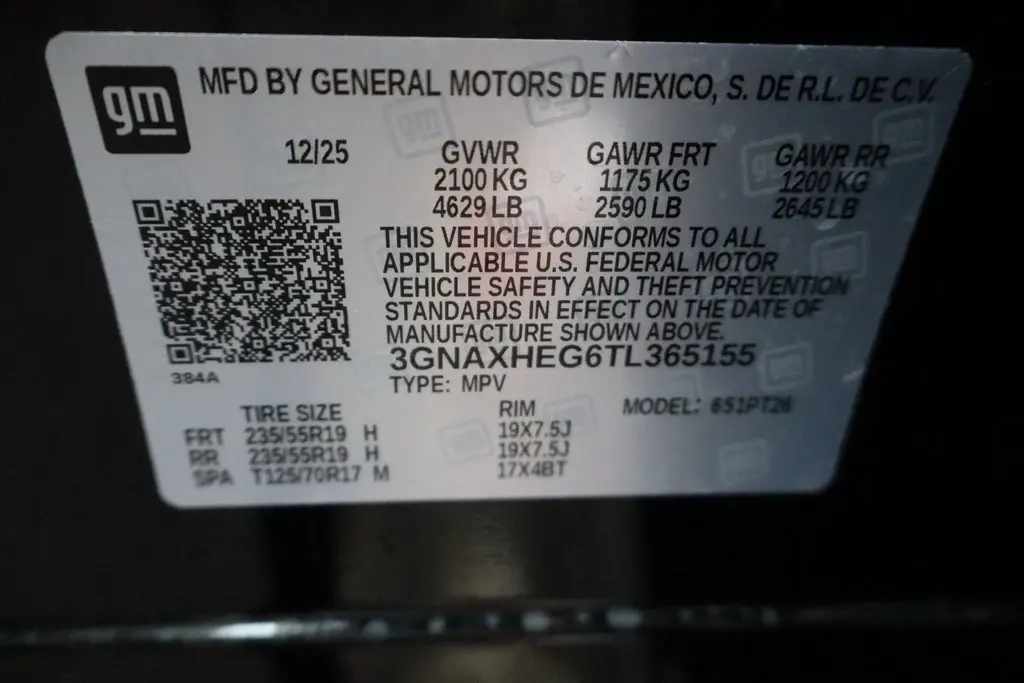 gm
MFD BY GENERAL MOTORS DE MEXICO, S. DE R.L. DE C.V.
12/25 GVWR GAWR FRT GAWR RR
2100 KG 1175 KG 1200 KG
4629 LB 2590 LB 2645 LB
THIS VEHICLE CONFORMS TO ALL
APPLICABLE U.S. FEDERAL MOTOR
VEHICLE SAFETY AND THEFT PREVENTION
STANDARDS IN EFFECT ON THE DATE OF
MANUFACTURE SHOWN ABOVE.
3GNAXHEG6TL365155
384A
TYPE: MPV
TIRE SIZE RIM MODEL: 651PT26
FRT 235/55R19 H 19X7.5J
RR 235/55R19 H 19X7.5J
SPA T125/70R17 M 17X4BT